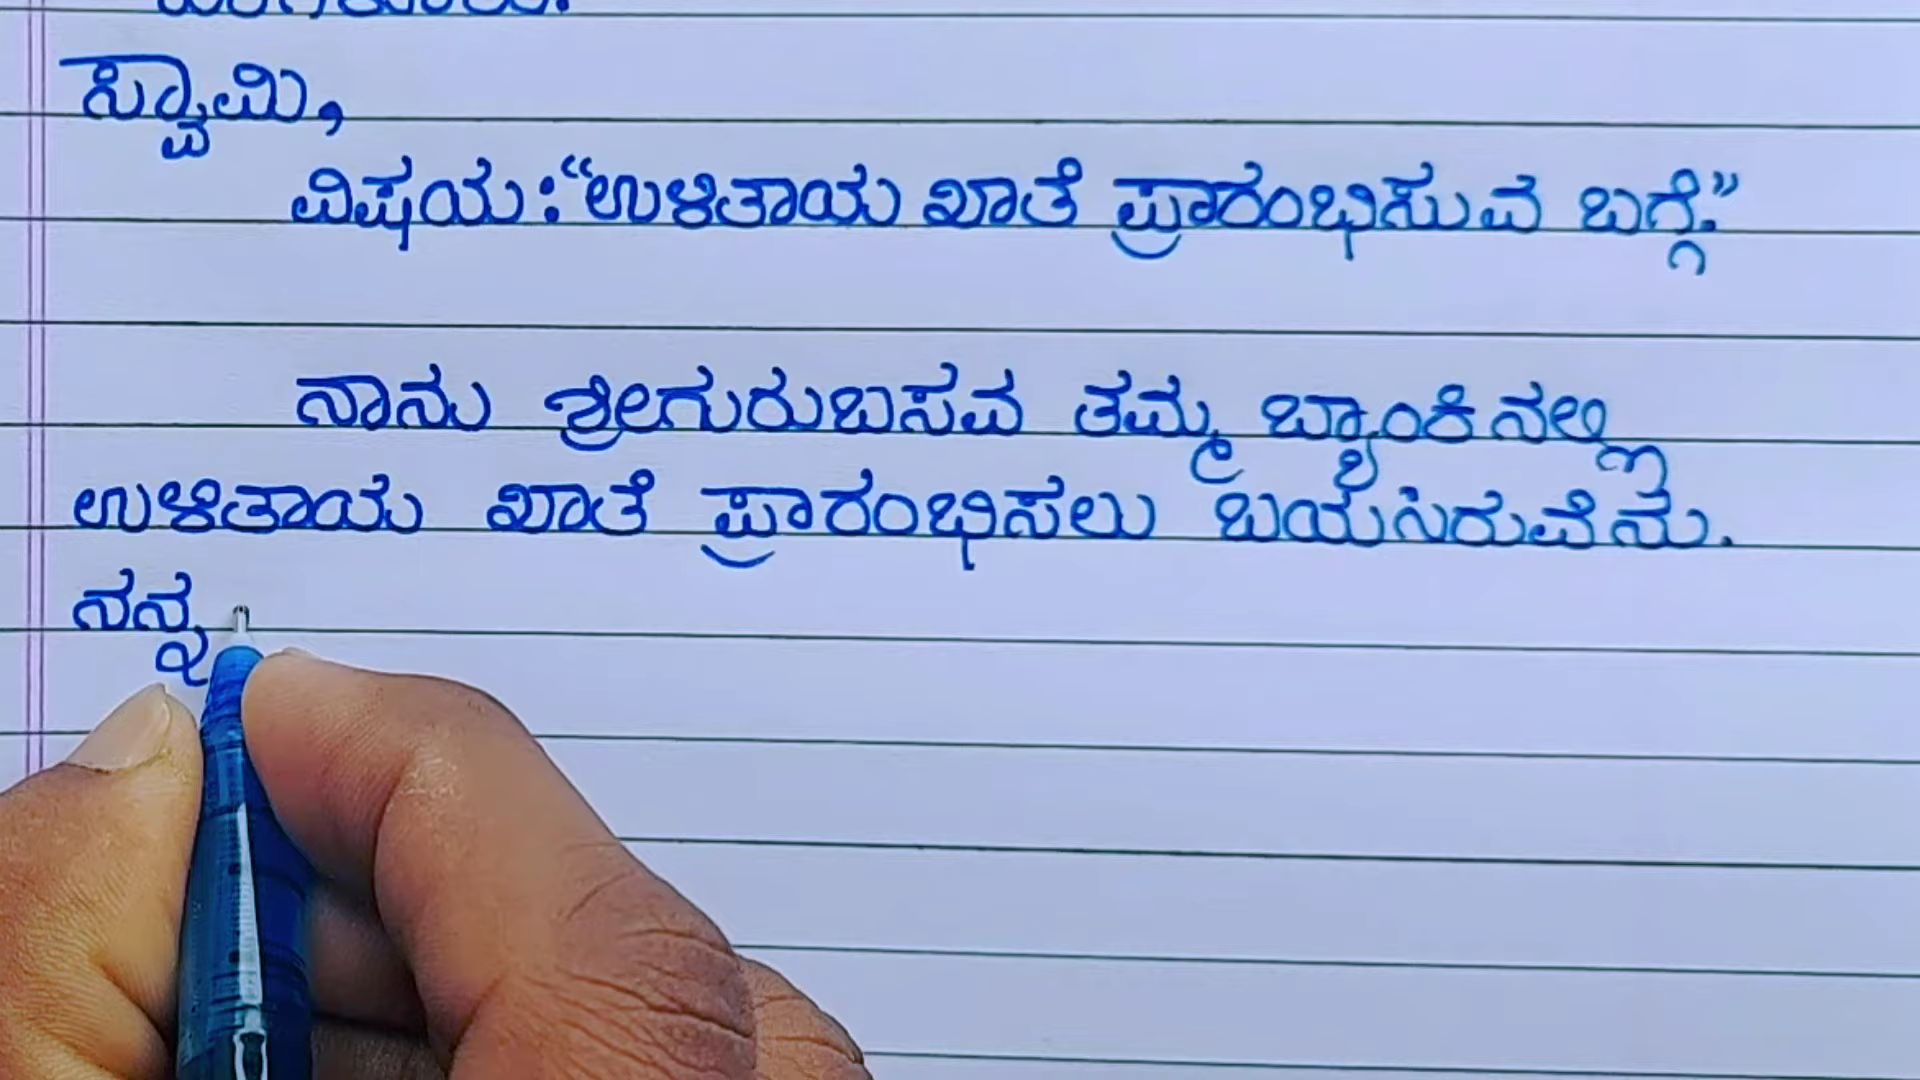 ಸ್ವಾಮಿ,
ವಿಷಯ:“ಉಳಿತಾಯ ಖಾತೆ ಪ್ರಾರಂಭಿಸುವ ಬಗ್ಗೆ.”
ನಾನು ಶ್ರೀಗುರುಬಸವ ತಮ್ಮ ಬ್ಯಾಂಕಿನಲ್ಲಿ
ಉಳಿತಾಯ ಖಾತೆ ಪ್ರಾರಂಭಿಸಲು ಬಯಸಿರುವೆನು.
ನನ್ನ